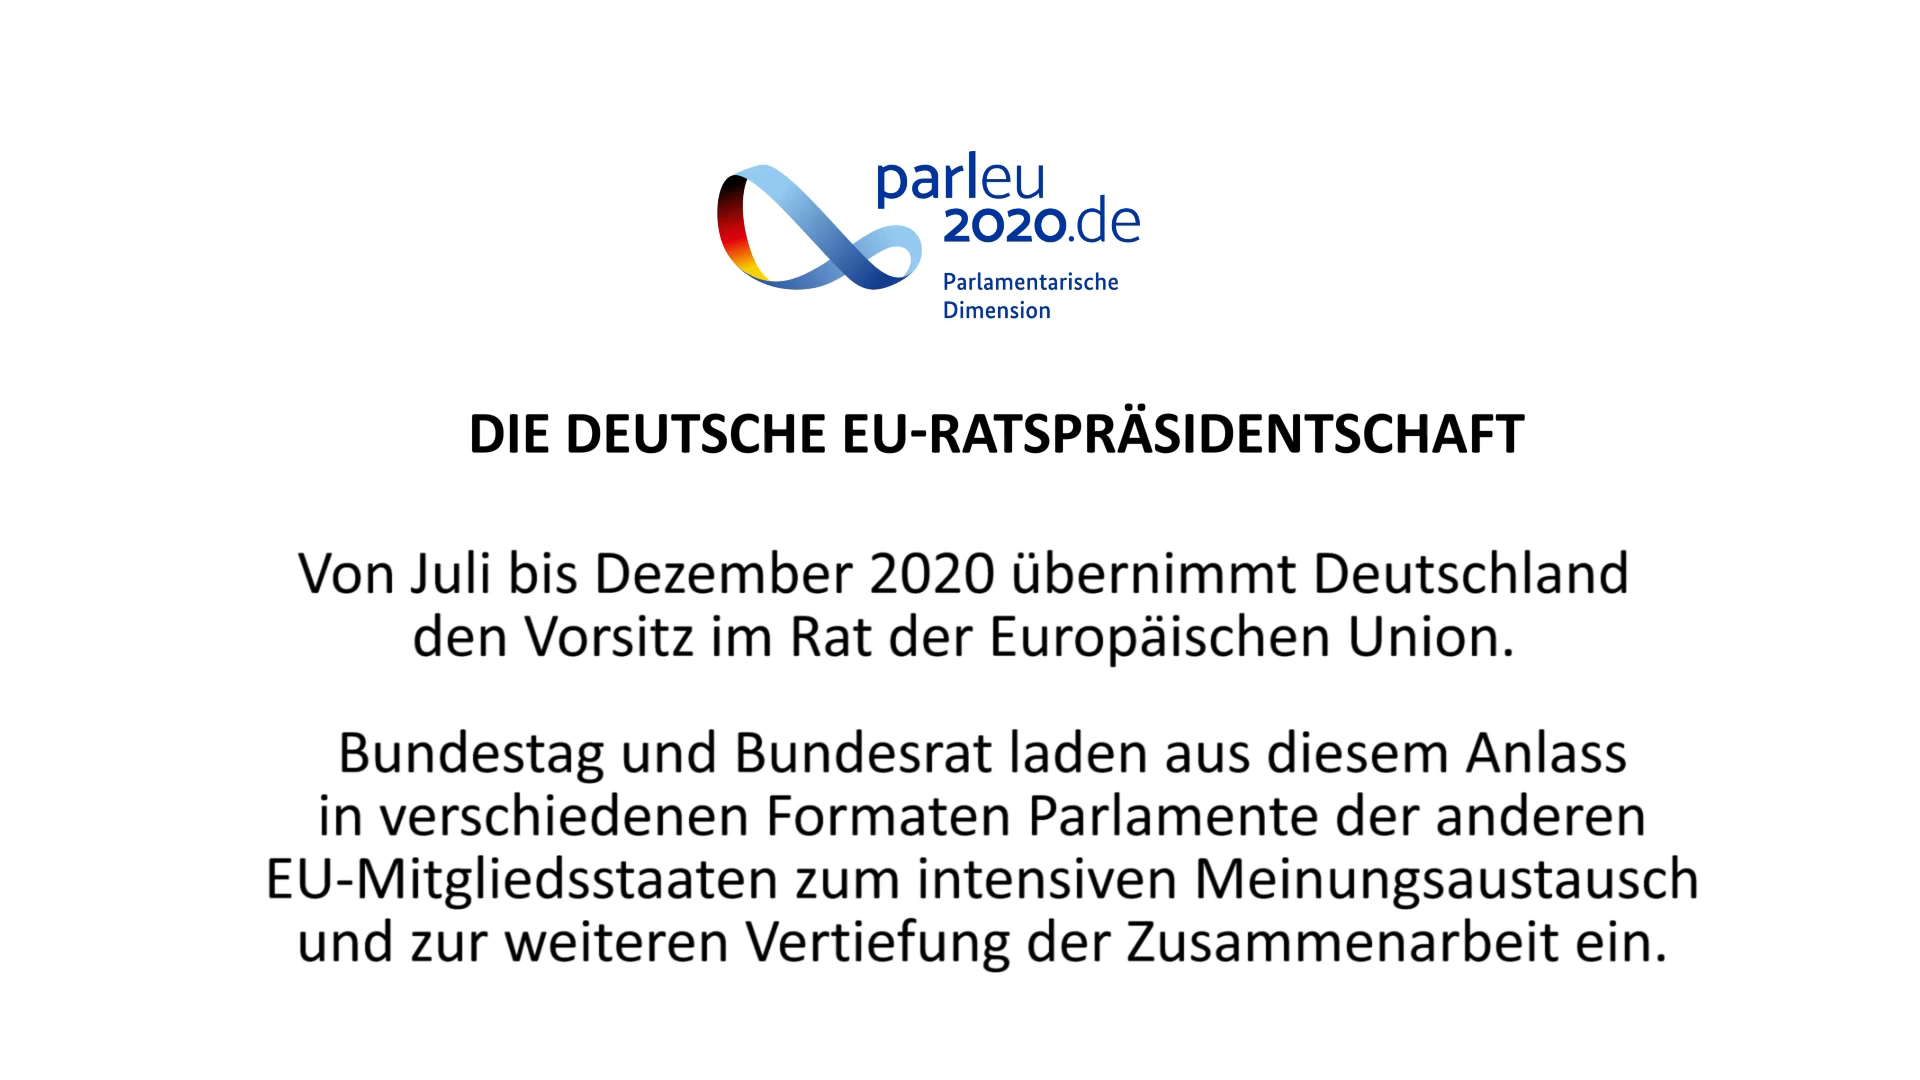 parleu
2020.de
Parlamentarische
Dimension
DIE DEUTSCHE EU-RATSPRÄSIDENTSCHAFT
Von Juli bis Dezember 2020 übernimmt Deutschland
den Vorsitz im Rat der Europäischen Union.
Bundestag und Bundesrat laden aus diesem Anlass
in verschiedenen Formaten Parlamente der anderen
EU-Mitgliedsstaaten zum intensiven Meinungsaustausch
und zur weiteren Vertiefung der Zusammenarbeit ein.